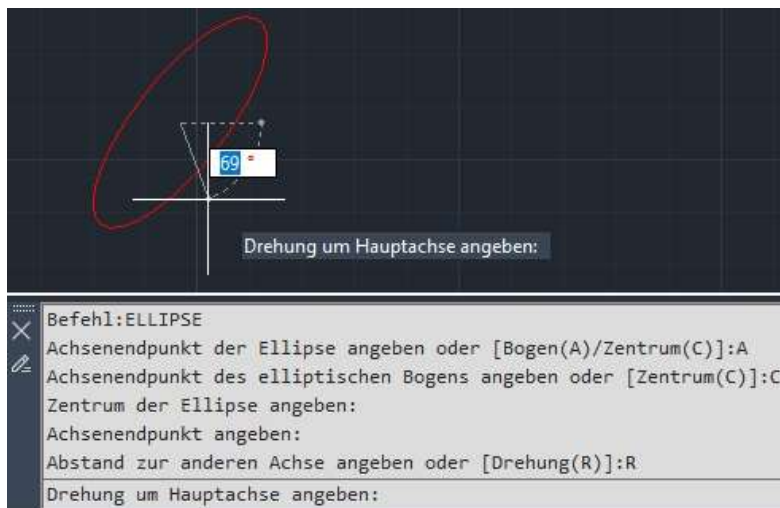 69 °
Drehung um Hauptachse angeben:
Befehl:ELLIPSE
Achsenendpunkt der Ellipse angeben oder [Bogen(A)/Zentrum(C)]:A
Achsenendpunkt des elliptischen Bogens angeben oder [Zentrum(C)]:C
Zentrum der Ellipse angeben:
Achsenendpunkt angeben:
Abstand zur anderen Achse angeben oder [Drehung(R)]:R
Drehung um Hauptachse angeben: